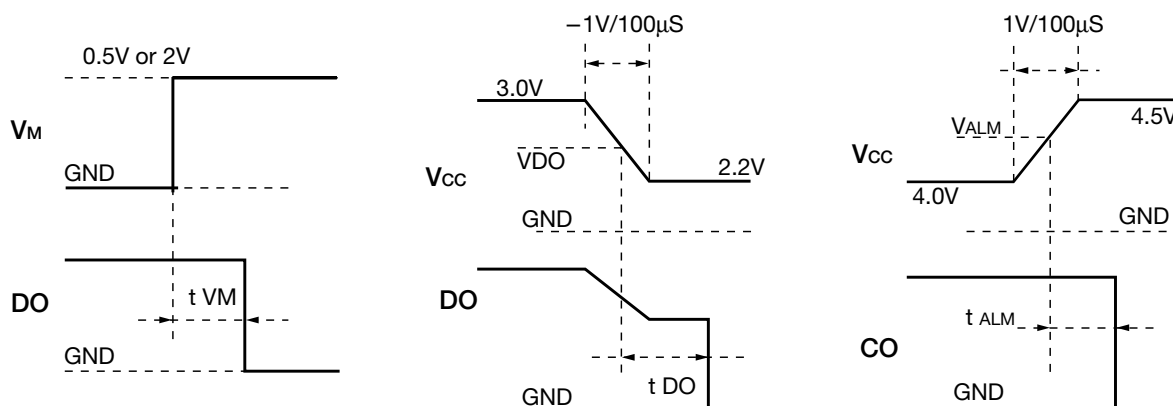 0.5V or 2V
VM
GND
DO
t VM
GND
–1V/100μS
3.0V
VDO
VCC
2.2V
GND
DO
t DO
GND
1V/100μS
4.5V
VALM
VCC
4.0V
GND
t ALM
CO
GND